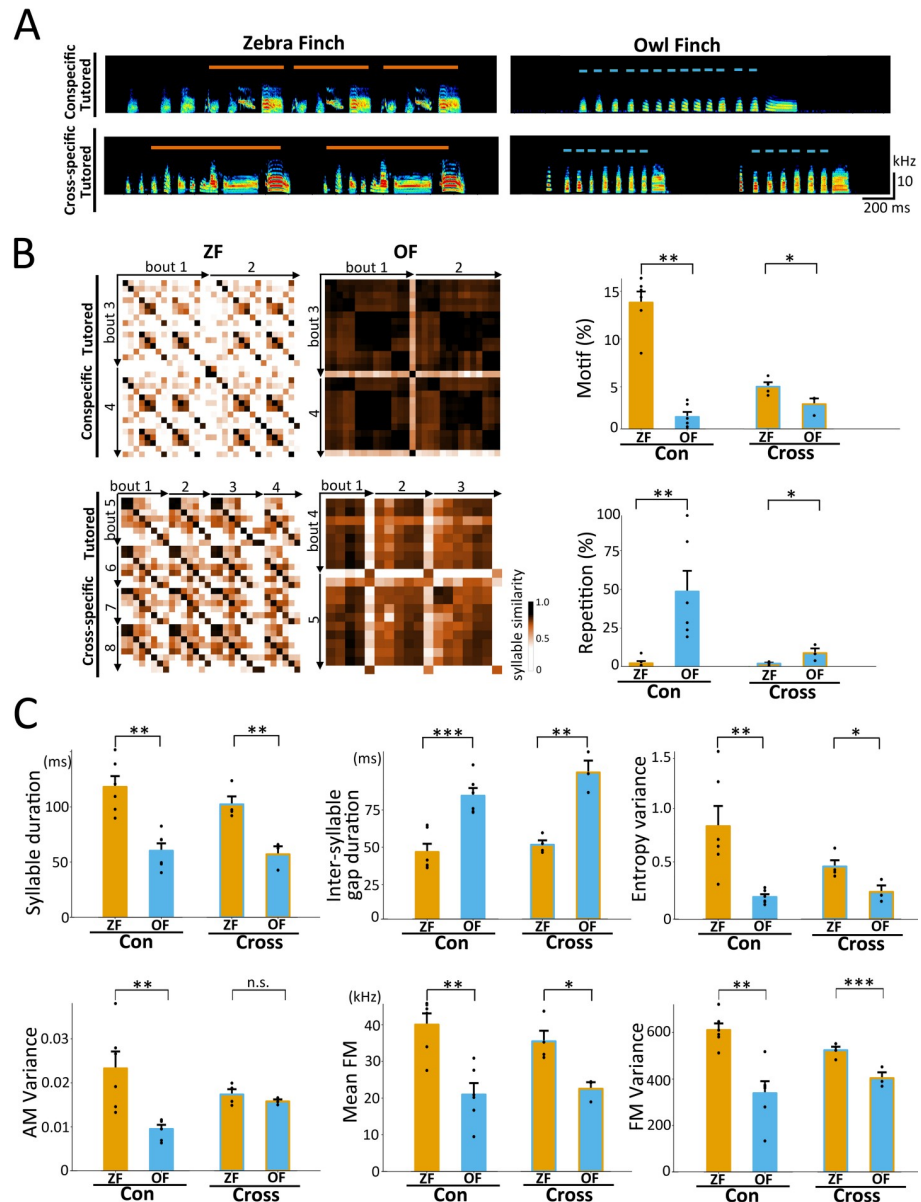 A
Zebra Finch
Owl Finch
Conspecific Tutored
Cross-specific Tutored
kHz
10
200 ms
B
ZF
OF
bout 1 2
bout 1 2
bout 3
4
bout 3
4
Conspecific Tutored
bout 1 2 3 4
bout 1 2 3
bout 5
6
7
8
bout 4
5
Cross-specific Tutored
syllable similarity
1.0
0.5
0
Motif (%)
15
10
5
0
** *
ZF OF ZF OF
Con Cross
Repetition (%)
100
75
50
25
0
** *
ZF OF ZF OF
Con Cross
C
Syllable duration
(ms)
100
50
0
** **
ZF OF ZF OF
Con Cross
Inter-syllable
gap duration
(ms)
75
50
25
0
*** **
ZF OF ZF OF
Con Cross
Entropy variance
1.5
1.0
0.5
0
** *
ZF OF ZF OF
Con Cross
AM Variance
0.03
0.02
0.01
0
** n.s.
ZF OF ZF OF
Con Cross
Mean FM
(kHz)
40
30
20
10
0
** *
ZF OF ZF OF
Con Cross
FM Variance
600
400
200
0
** ***
ZF OF ZF OF
Con Cross